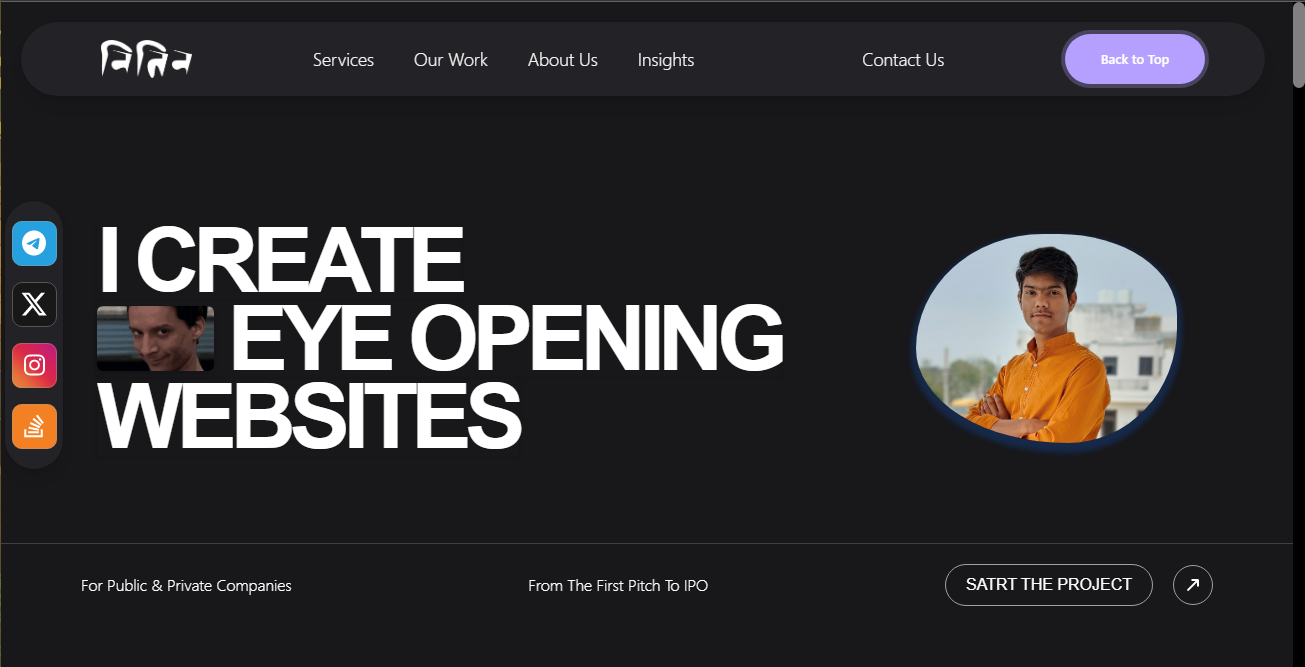 Services
Our Work
About Us
Insights
Contact Us
Back to Top
I CREATE
EYE OPENING
WEBSITES
For Public & Private Companies
From The First Pitch To IPO
SATRT THE PROJECT